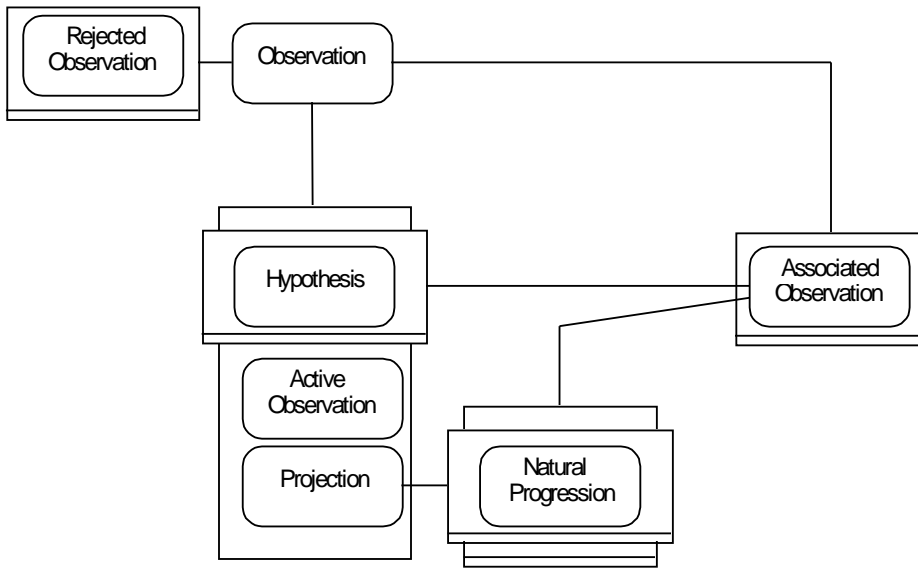 Rejected
Observation
Observation
Hypothesis
Associated
Observation
Active
Observation
Projection
Natural
Progression